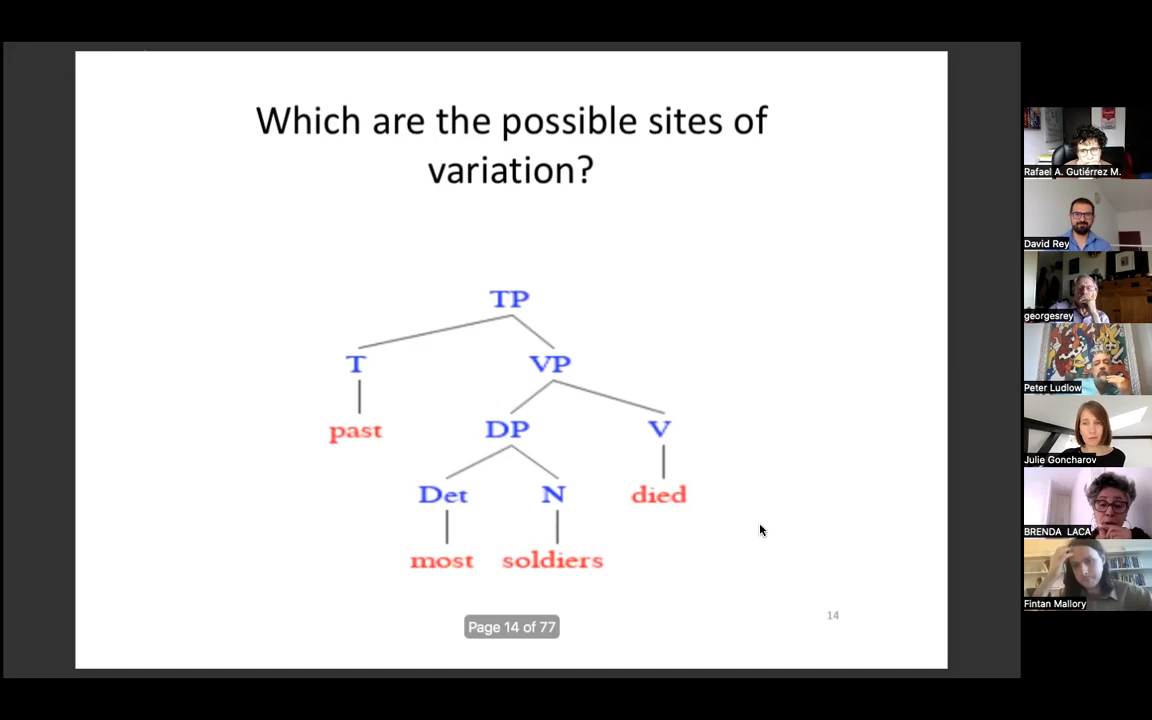 Which are the possible sites of
variation?
TP
T VP
past DP V
Det N died
most soldiers
Page 14 of 77
14
Rafael A. Gutiérrez M.
David Rey
georgesrey
Peter Ludlow
Julie Goncharov
BRENDA LACA
Fintan Mallory